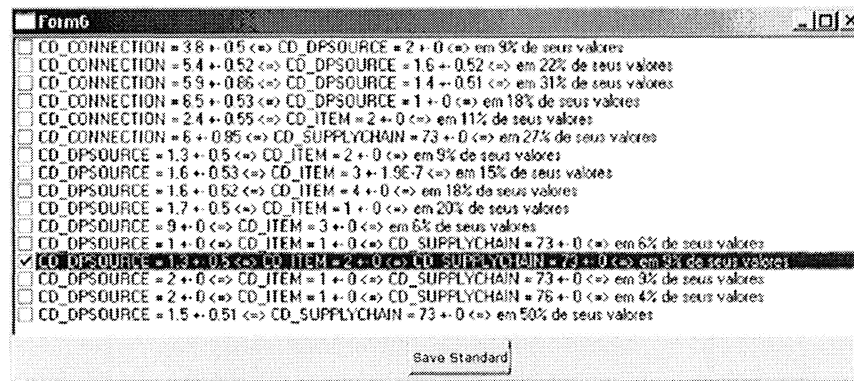 Form6
CD_CONNECTION = 3.8 +- 0.5 <=> CD_DPSOURCE = 2 +- 0 <=> em 9% de seus valores
CD_CONNECTION = 5.4 +- 0.52 <=> CD_DPSOURCE = 1.6 +- 0.52 <=> em 22% de seus valores
CD_CONNECTION = 5.9 +- 0.86 <=> CD_DPSOURCE = 1.4 +- 0.51 <=> em 31% de seus valores
CD_CONNECTION = 6.5 +- 0.53 <=> CD_DPSOURCE = 1 +- 0 <=> em 18% de seus valores
CD_CONNECTION = 2.4 +- 0.55 <=> CD_ITEM = 2 +- 0 <=> em 11% de seus valores
CD_CONNECTION = 6 +- 0.85 <=> CD_SUPPLYCHAIN = 73 +- 0 <=> em 27% de seus valores
CD_DPSOURCE = 1.3 +- 0.5 <=> CD_ITEM = 2 +- 0 <=> em 9% de seus valores
CD_DPSOURCE = 1.6 +- 0.53 <=> CD_ITEM = 3 +- 1.9E-7 <=> em 15% de seus valores
CD_DPSOURCE = 1.6 +- 0.52 <=> CD_ITEM = 4 +- 0 <=> em 18% de seus valores
CD_DPSOURCE = 1.7 +- 0.5 <=> CD_ITEM = 1 +- 0 <=> em 20% de seus valores
CD_DPSOURCE = 9 +- 0 <=> CD_ITEM = 3 +- 0 <=> em 6% de seus valores
CD_DPSOURCE = 1 +- 0 <=> CD_ITEM = 1 +- 0 <=> CD_SUPPLYCHAIN = 73 +- 0 <=> em 6% de seus valores
CD_DPSOURCE = 1.3 +- 0.5 <=> CD_ITEM = 2 +- 0 <=> CD_SUPPLYCHAIN = 73 +- 0 <=> em 9% de seus valores
CD_DPSOURCE = 2 +- 0 <=> CD_ITEM = 1 +- 0 <=> CD_SUPPLYCHAIN = 73 +- 0 <=> em 9% de seus valores
CD_DPSOURCE = 2 +- 0 <=> CD_ITEM = 1 +- 0 <=> CD_SUPPLYCHAIN = 76 +- 0 <=> em 4% de seus valores
CD_DPSOURCE = 1.5 +- 0.51 <=> CD_SUPPLYCHAIN = 73 +- 0 <=> em 50% de seus valores
Save Standard